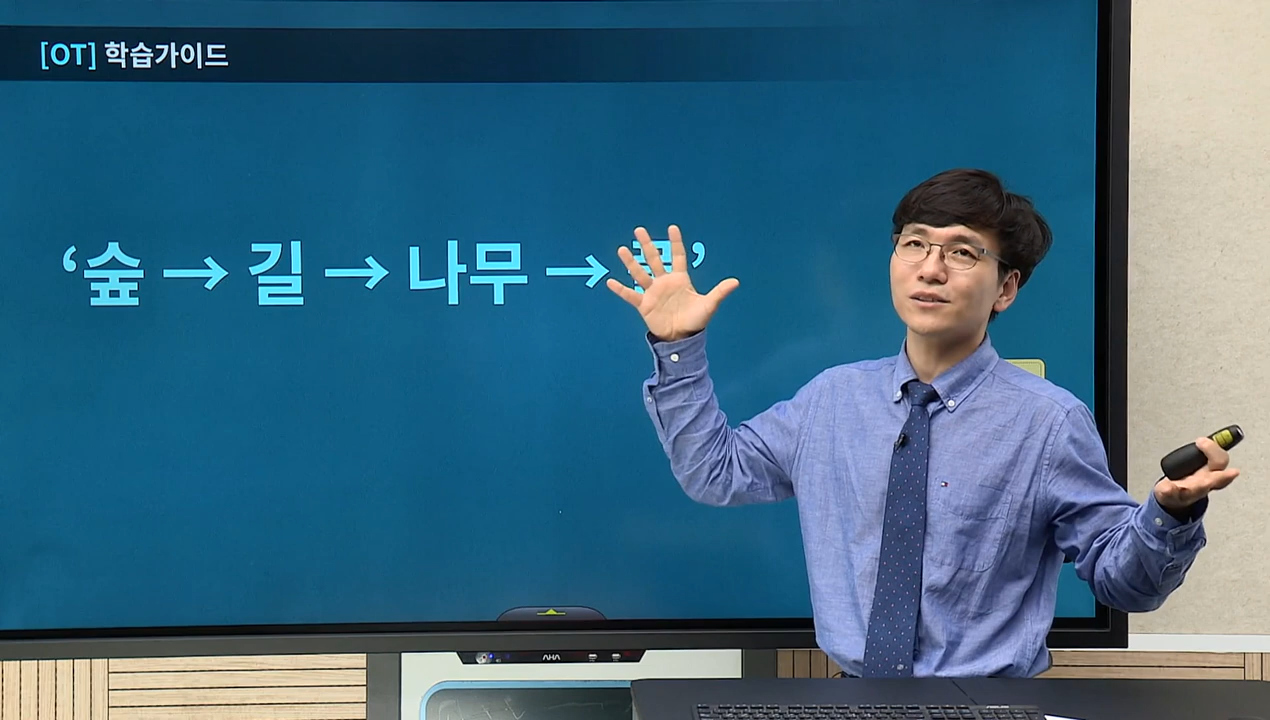 [OT] 학습가이드
‘숲 → 길 → 나무 → ’
AHA